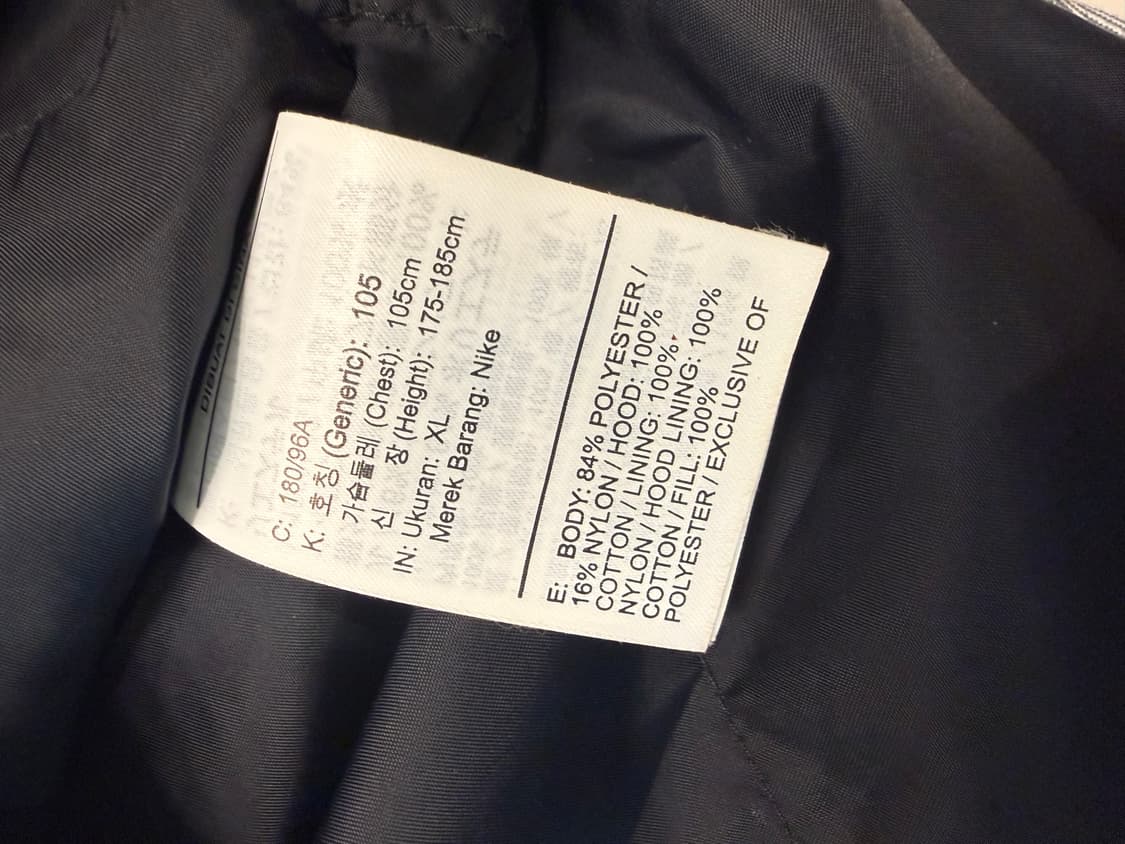 C: 180/96A
K: 호칭 (Generic): 105
가슴둘레 (Chest): 105cm
신 장 (Height): 175-185cm
IN: Ukuran: XL
Merek Barang: Nike
E: BODY: 84% POLYESTER /
16% NYLON / HOOD: 100%
COTTON / LINING: 100%
NYLON / HOOD LINING: 100%
COTTON / FILL: 100%
POLYESTER / EXCLUSIVE OF